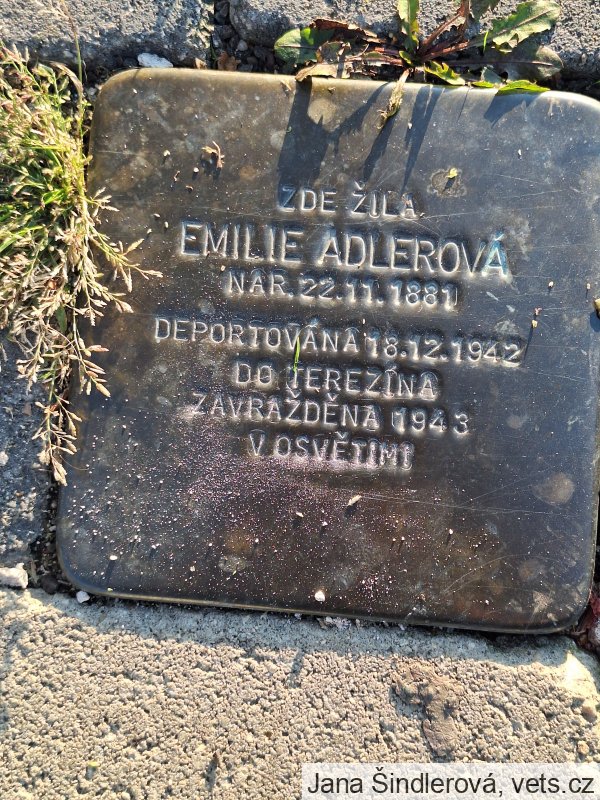 ZDE ŽILA
EMILIE ADLEROVÁ
NAR. 22.11.1881
DEPORTOVÁNA 18.12.1942
DO TEREZÍNA
ZAVRAŽDĚNA 1943
V OSVĚTIMI
Jana Šindlerová, vets.cz